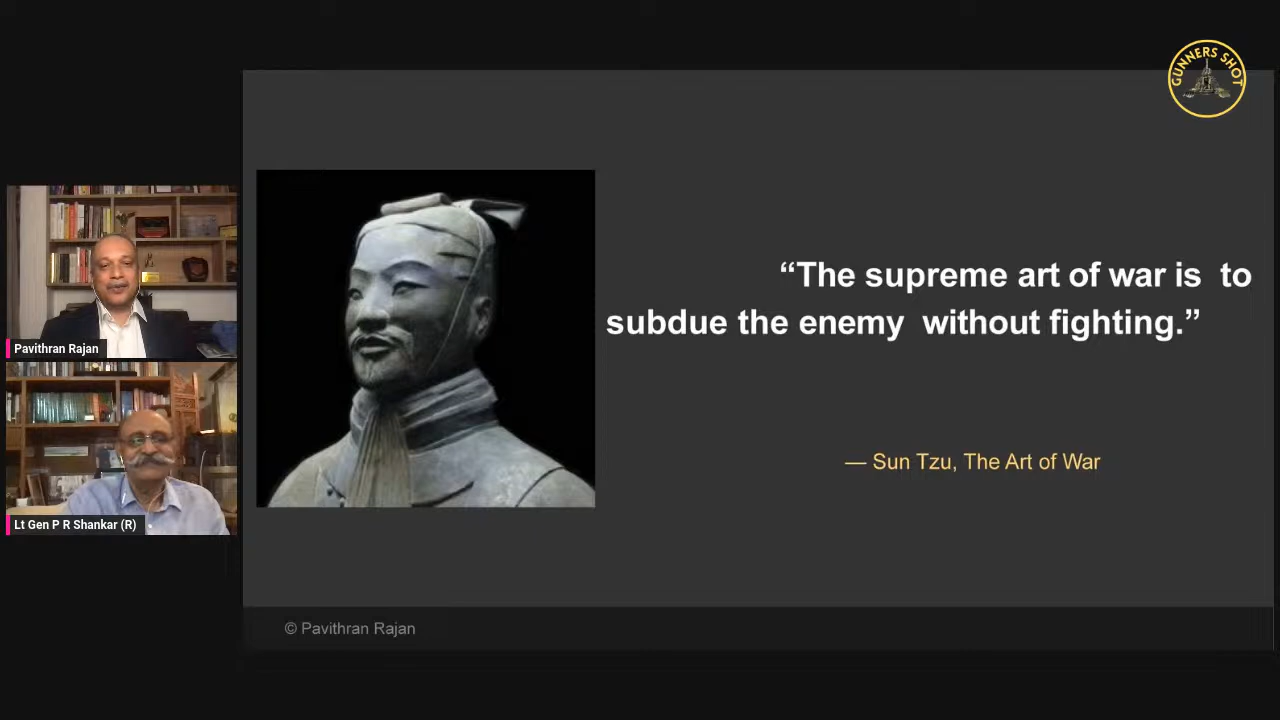 GUNNERS SHOT
“The supreme art of war is  to
subdue the enemy  without fighting.”
— Sun Tzu, The Art of War
Pavithran Rajan
Lt Gen P R Shankar (R)
© Pavithran Rajan